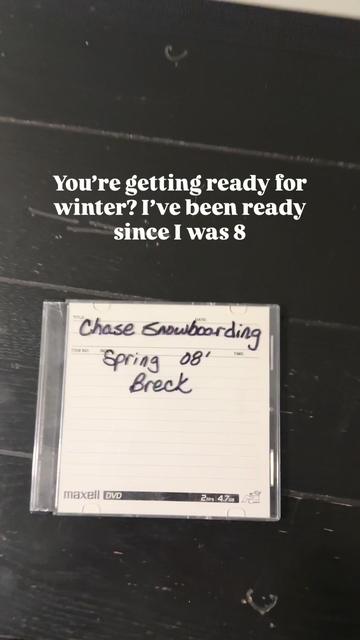 You're getting ready for
winter? I've been ready
since I was 8
Chase Snowboarding
Spring 08'
Breck
maxell DVD 2Hrs 4.7GB